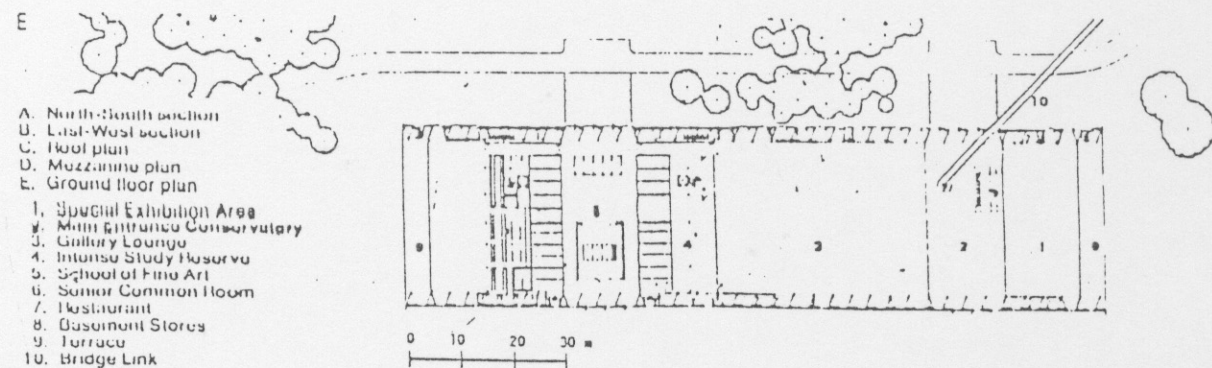 E
A. North-South section
B. East-West section
C. Roof plan
D. Mezzanine plan
E. Ground floor plan
1. Special Exhibition Area
2. Main Entrance Conservatory
3. Gallery Lounge
4. Intense Study Reserve
5. School of Fine Art
6. Senior Common Room
7. Restaurant
8. Basement Stores
9. Terrace
10. Bridge Link
10
9
5
4
3
2
1
9
0 10 20 30 m